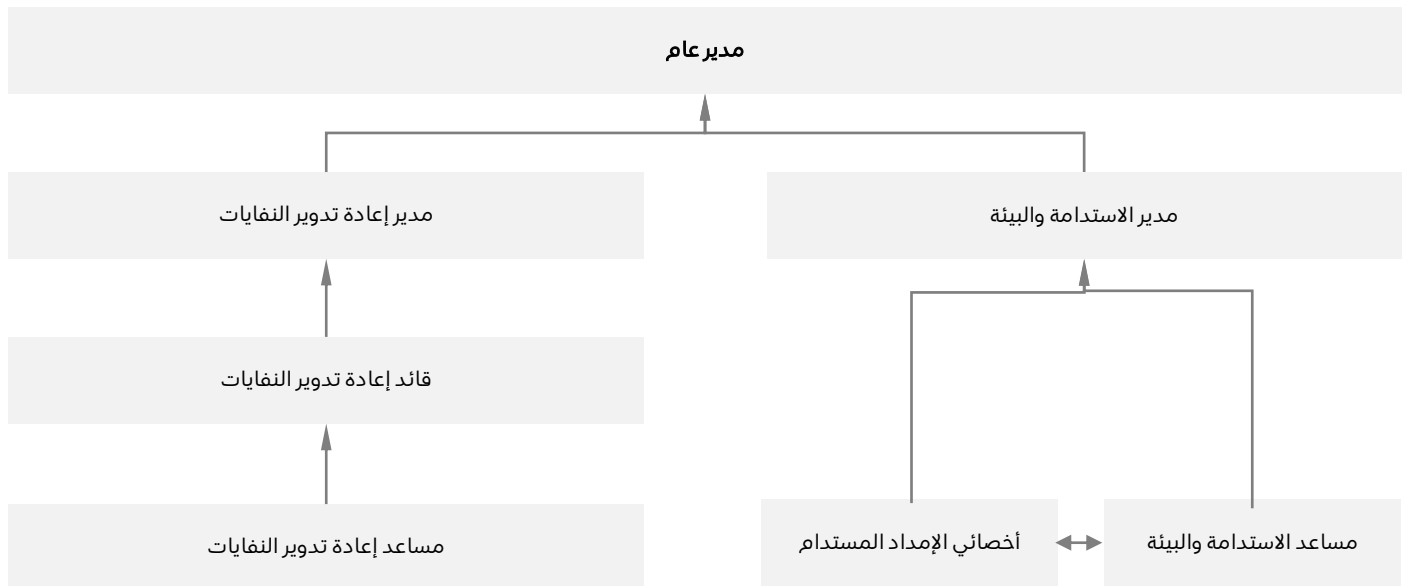 مدير عام
مدير الاستدامة والبيئة
مدير إعادة تدوير النفايات
قائد إعادة تدوير النفايات
مساعد الاستدامة والبيئة
أخصائي الإمداد المستدام
مساعد إعادة تدوير النفايات